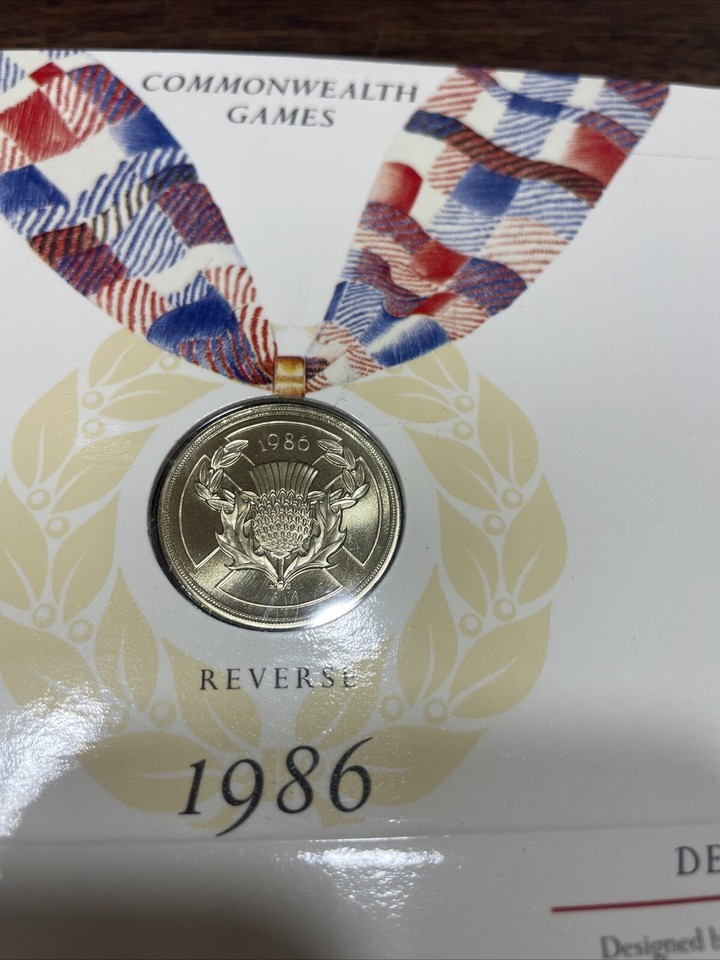 COMMONWEALTH
GAMES
1986
REVERSE
1986
DE
Designed b